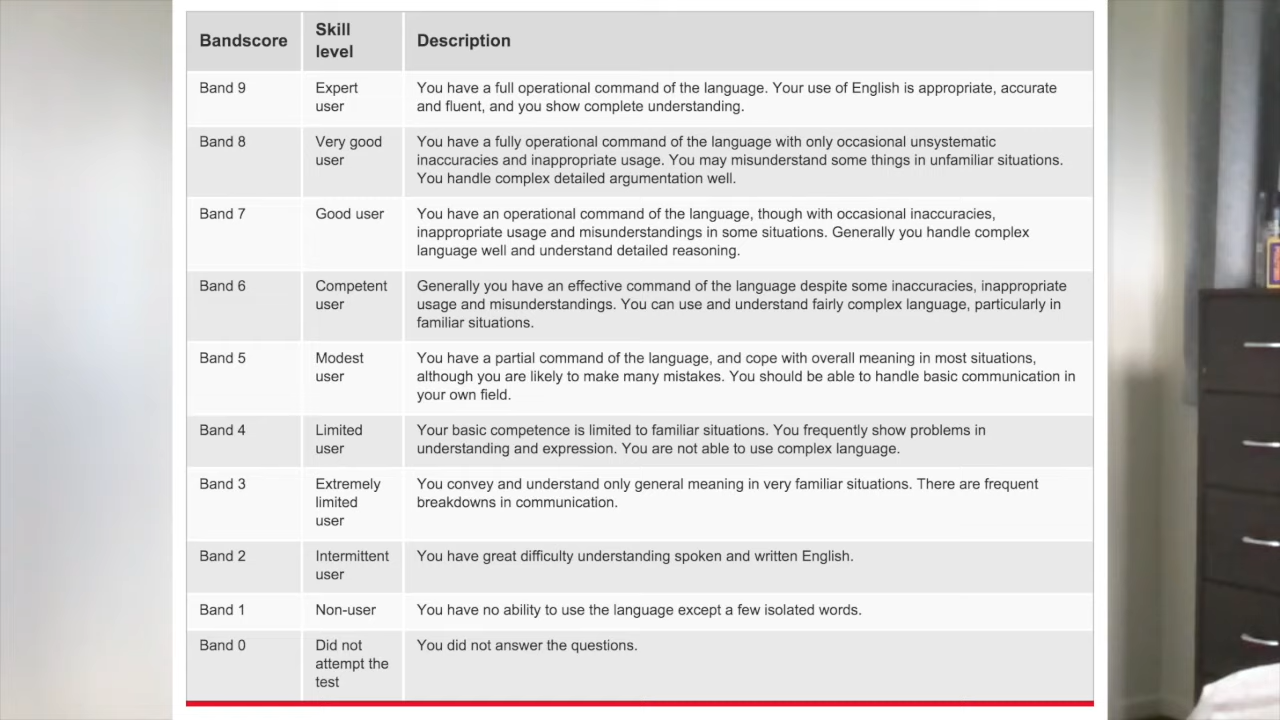 Bandscore
Skill
level
Description
Band 9
Expert
user
You have a full operational command of the language. Your use of English is appropriate, accurate
and fluent, and you show complete understanding.
Band 8
Very good
user
You have a fully operational command of the language with only occasional unsystematic
inaccuracies and inappropriate usage. You may misunderstand some things in unfamiliar situations.
You handle complex detailed argumentation well.
Band 7
Good user
You have an operational command of the language, though with occasional inaccuracies,
inappropriate usage and misunderstandings in some situations. Generally you handle complex
language well and understand detailed reasoning.
Band 6
Competent
user
Generally you have an effective command of the language despite some inaccuracies, inappropriate
usage and misunderstandings. You can use and understand fairly complex language, particularly in
familiar situations.
Band 5
Modest
user
You have a partial command of the language, and cope with overall meaning in most situations,
although you are likely to make many mistakes. You should be able to handle basic communication in
your own field.
Band 4
Limited
user
Your basic competence is limited to familiar situations. You frequently show problems in
understanding and expression. You are not able to use complex language.
Band 3
Extremely
limited
user
You convey and understand only general meaning in very familiar situations. There are frequent
breakdowns in communication.
Band 2
Intermittent
user
You have great difficulty understanding spoken and written English.
Band 1
Non-user
You have no ability to use the language except a few isolated words.
Band 0
Did not
attempt the
test
You did not answer the questions.